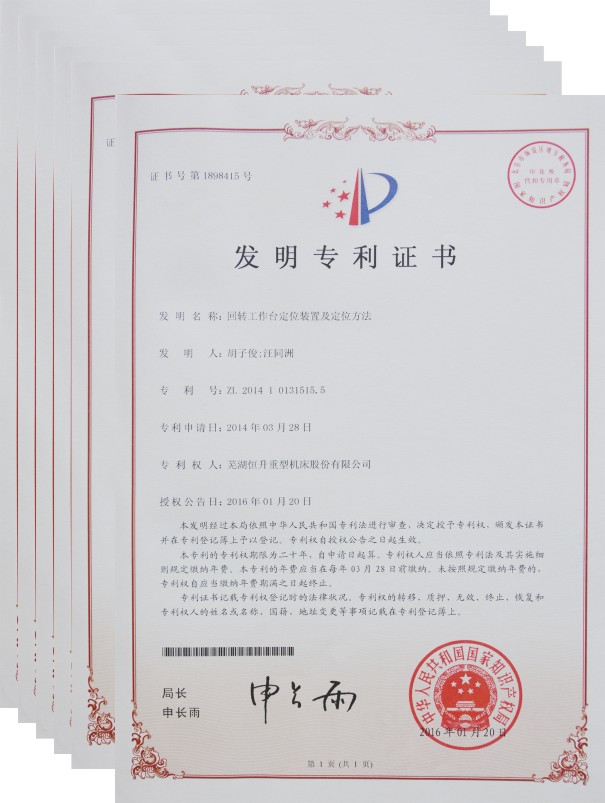 证
证书号第1898415号
印花税
代扣专用章
发明专利证书
发 明 名 称：回转工作台定位装置及定位方法
发 明 人：胡子俊;汪同洲
专 利 号：ZL 2014 1 0131515.5
专利申请日：2014年03月28日
专 利 权 人：芜湖恒升重型机床股份有限公司
授权公告日：2016年01月20日
本发明经过本局依照中华人民共和国专利法进行审查，决定授予专利权，颁发本证书
并在专利登记簿上予以登记。专利权自授权公告之日起生效。
本专利的专利权期限为二十年，自申请日起算。专利权人应当依照专利法及其实施细
则规定缴纳年费。本专利的年费应当在每年03月28日前缴纳。未按照规定缴纳年费的，
专利权自应当缴纳年费期满之日起终止。
专利证书记载专利权登记时的法律状况。专利权的转移、质押、无效、终止、恢复和
专利权人的姓名或名称、国籍、地址变更等事项记载在专利登记簿上。
局长
申长雨
申长雨
中华人民共和国国家知识产权局
2016年01月20日
第1页（共1页）